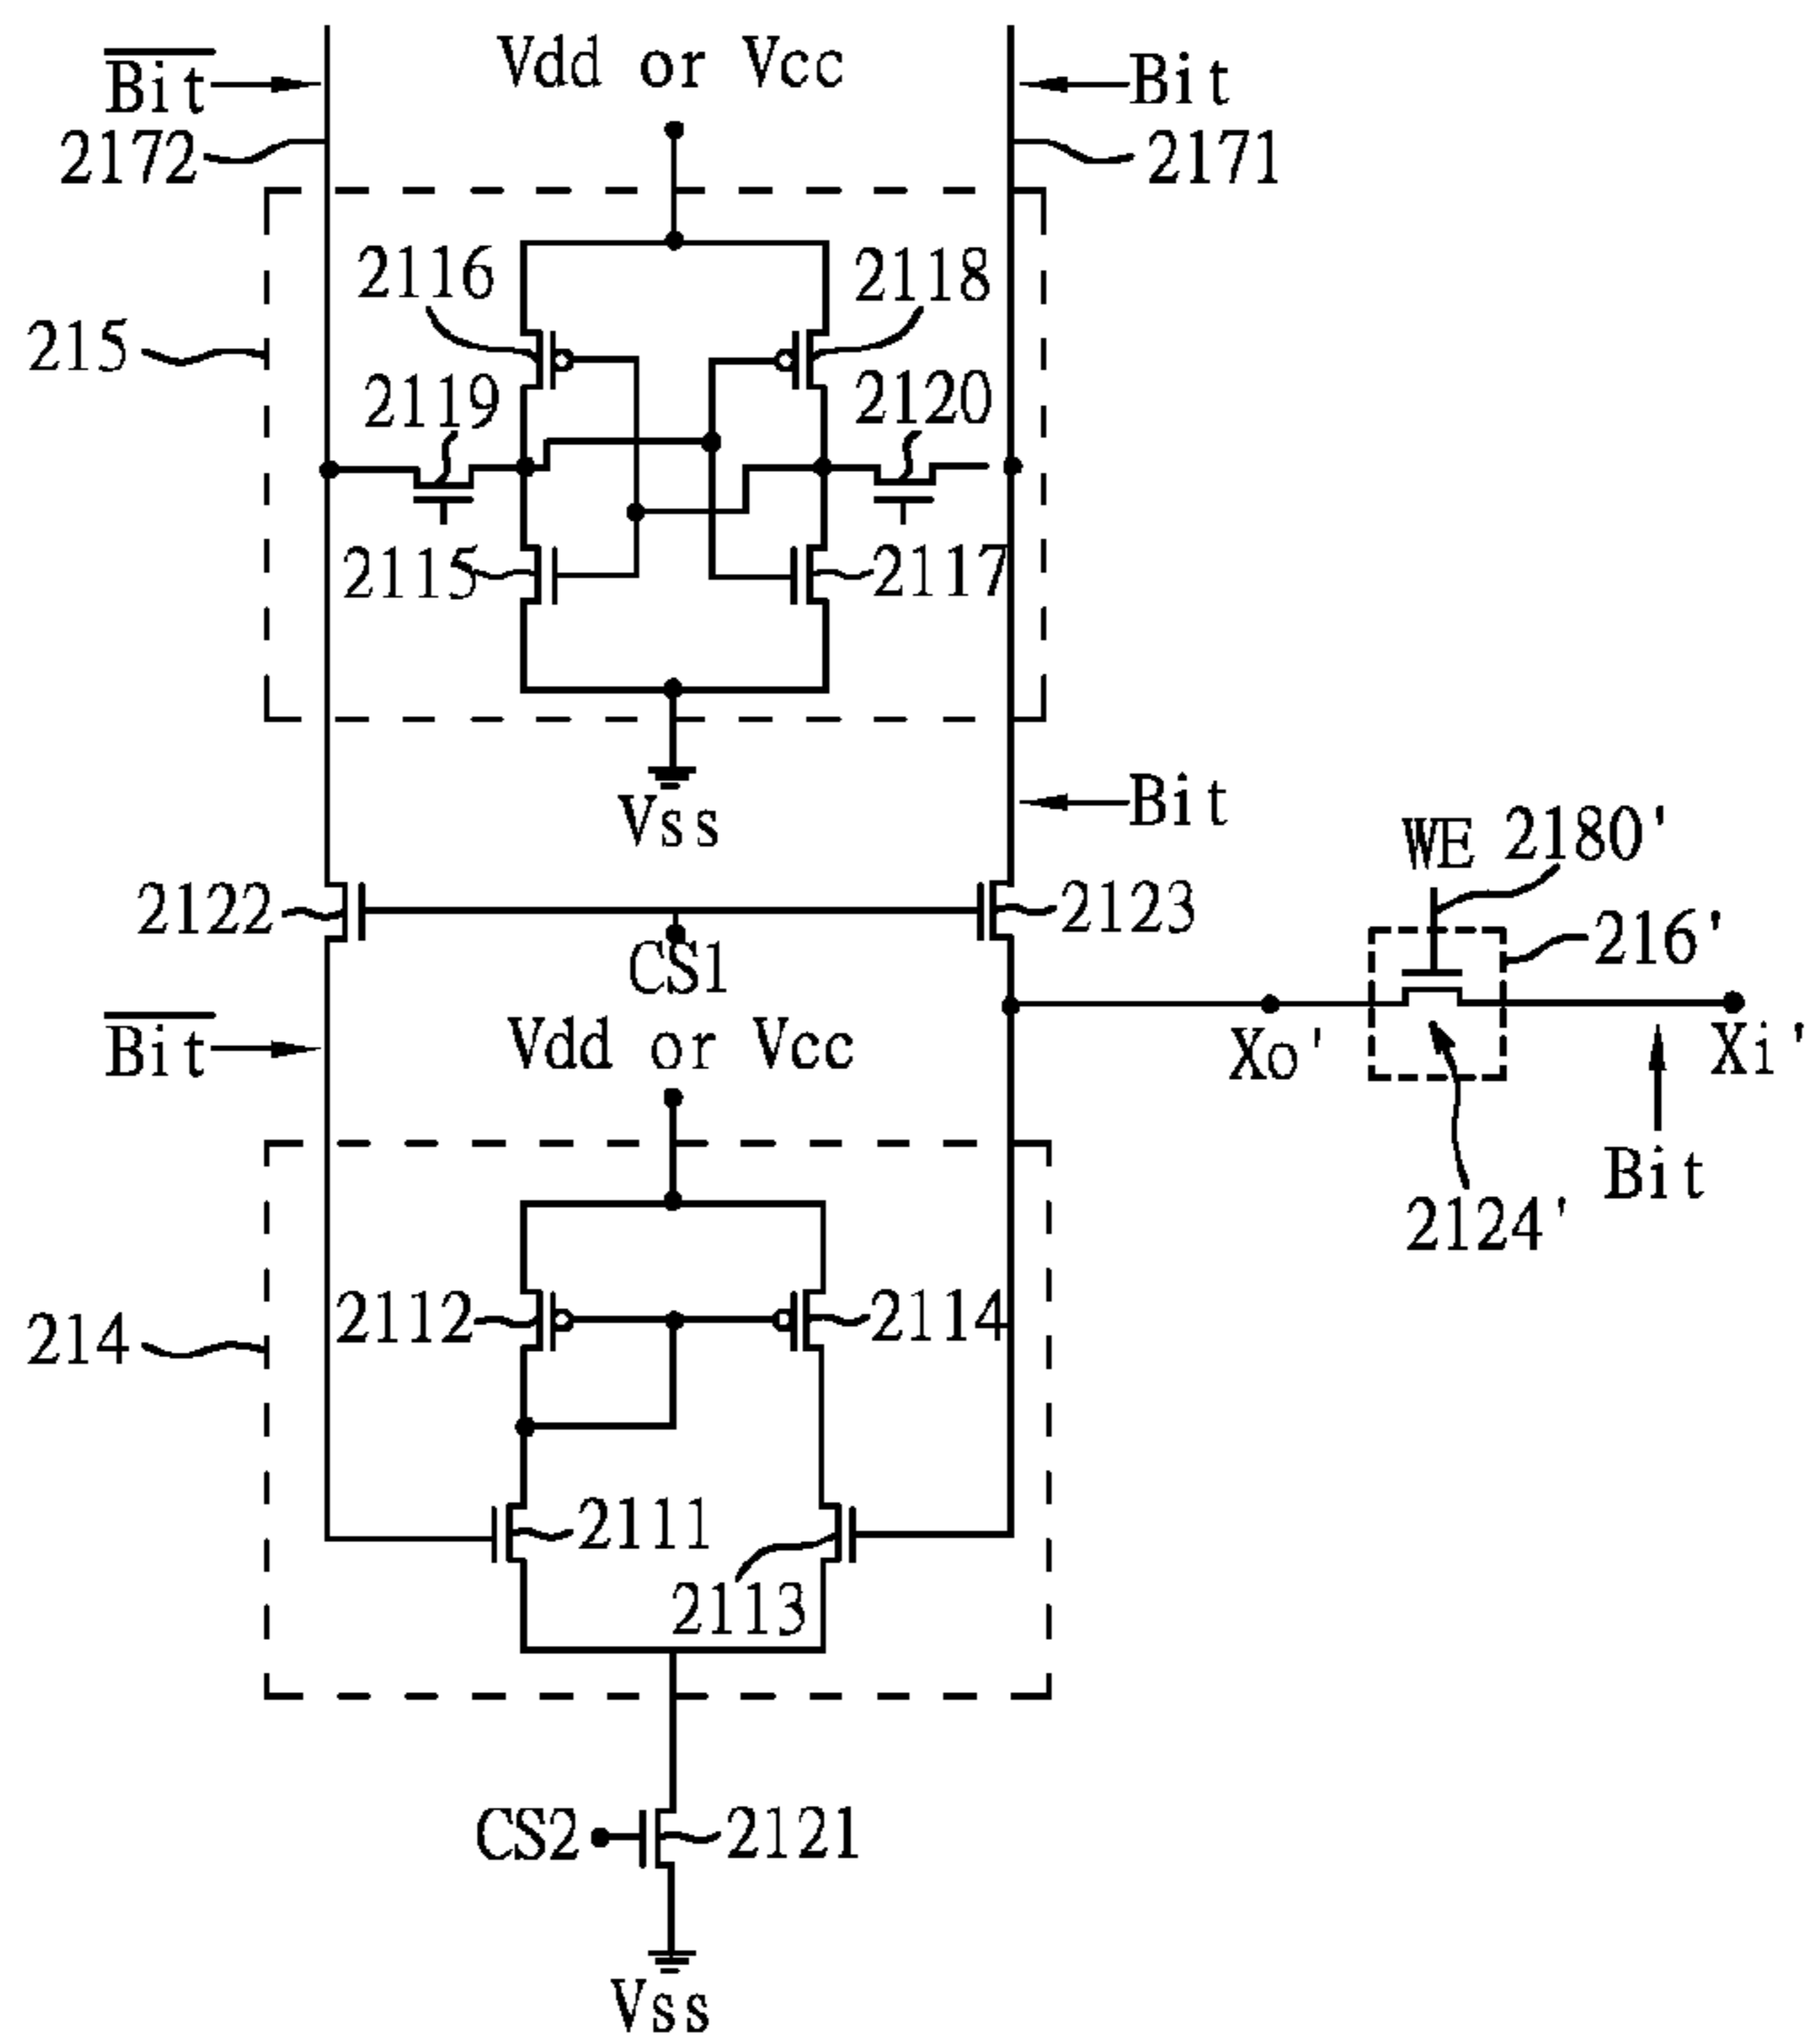 Bit
Vdd or Vcc
Bit
2172
2171
2116
2118
215
2119
2120
2115
2117
Vss
Bit
WE
2180'
2122
2123
216'
CS1
Bit
Vdd or Vcc
Xo'
Xi'
Bit
2124'
2112
2114
214
2111
2113
CS2
2121
Vss